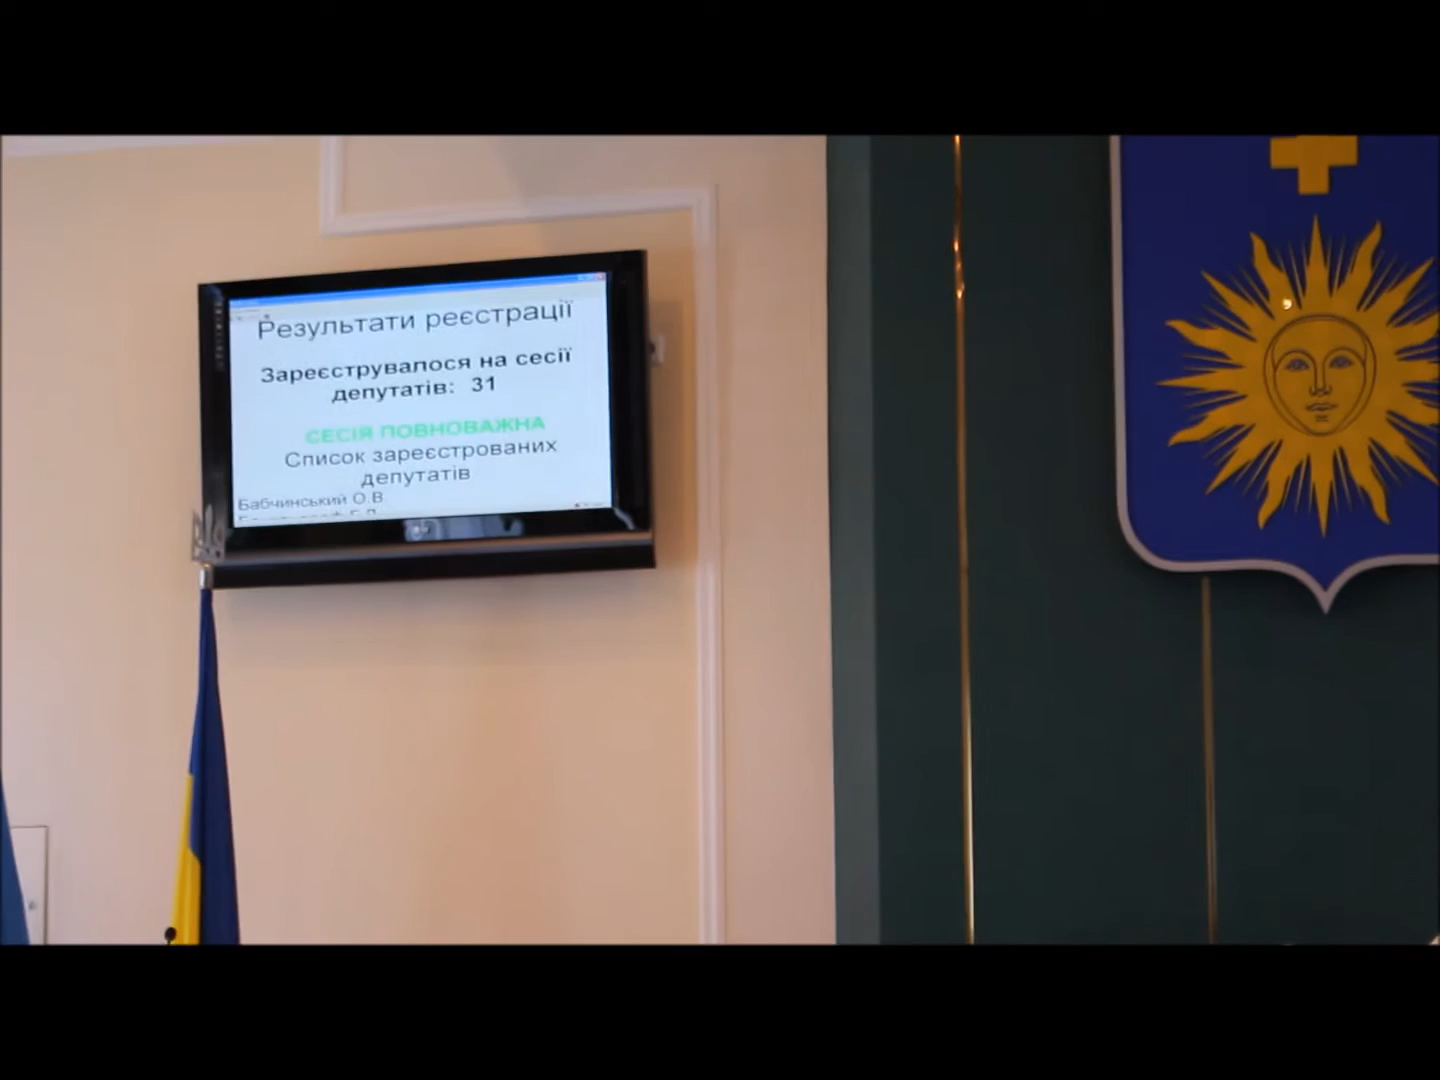 Результати реєстрації
Зареєструвалося на сесії
депутатів: 31
СЕСІЯ ПОВНОВАЖНА
Список зареєстрованих
депутатів
Бабчинський О.В